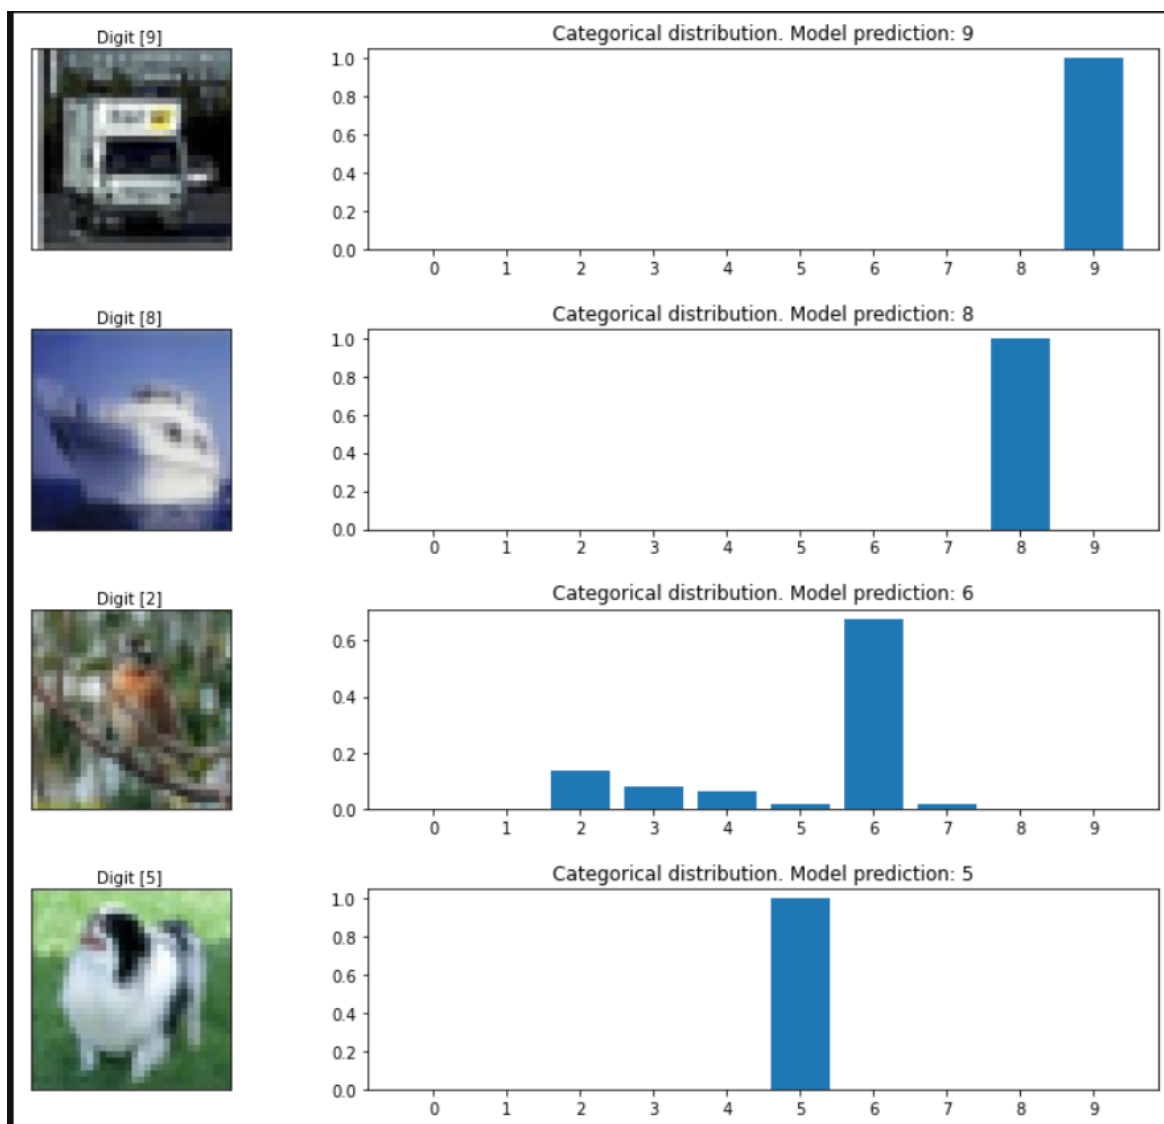 Digit [9]
Categorical distribution. Model prediction: 9
1.0
0.8
0.6
0.4
0.2
0.0
0 1 2 3 4 5 6 7 8 9
Digit [8]
Categorical distribution. Model prediction: 8
1.0
0.8
0.6
0.4
0.2
0.0
0 1 2 3 4 5 6 7 8 9
Digit [2]
Categorical distribution. Model prediction: 6
0.6
0.4
0.2
0.0
0 1 2 3 4 5 6 7 8 9
Digit [5]
Categorical distribution. Model prediction: 5
1.0
0.8
0.6
0.4
0.2
0.0
0 1 2 3 4 5 6 7 8 9